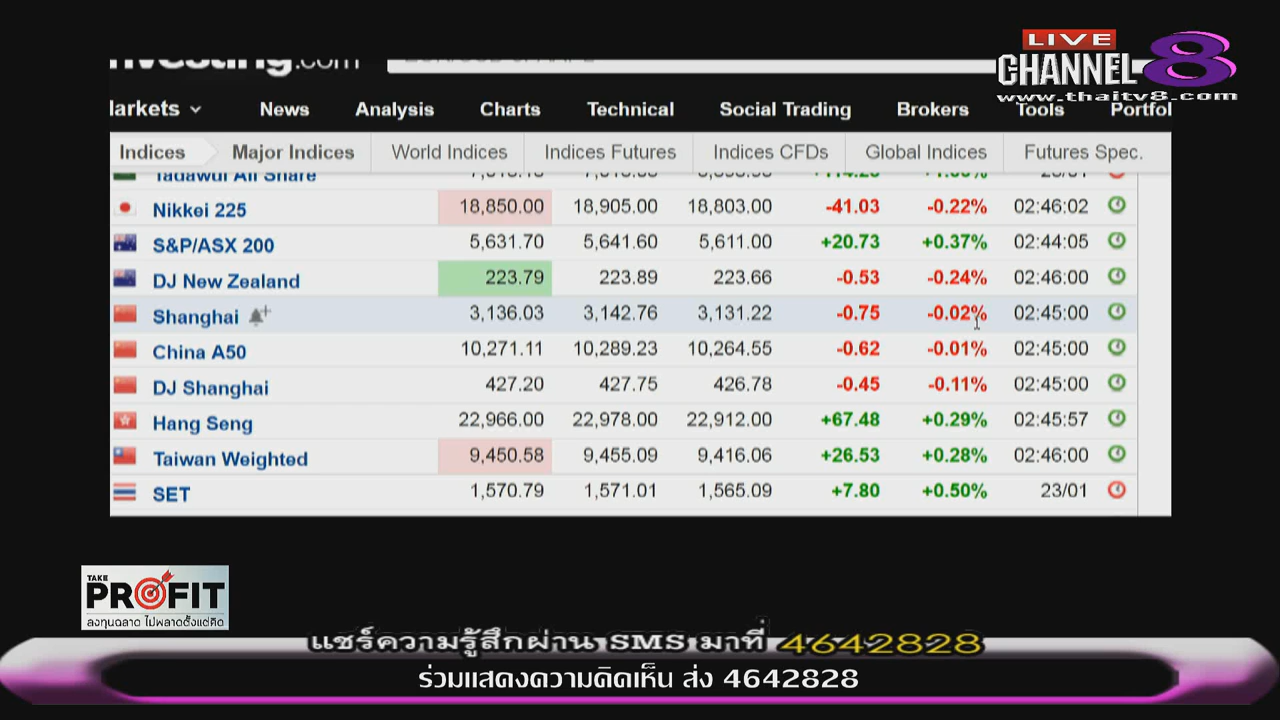 LIVE
CHANNEL 8
www.thaitv8.com
investing.com
Markets News Analysis Charts Technical Social Trading Brokers Tools Portfol
Indices Major Indices World Indices Indices Futures Indices CFDs Global Indices Futures Spec.
Tadawul All Share 23/01
Nikkei 225 18,850.00 18,905.00 18,803.00 -41.03 -0.22% 02:46:02
S&P/ASX 200 5,631.70 5,641.60 5,611.00 +20.73 +0.37% 02:44:05
DJ New Zealand 223.79 223.89 223.66 -0.53 -0.24% 02:46:00
Shanghai 3,136.03 3,142.76 3,131.22 -0.75 -0.02% 02:45:00
China A50 10,271.11 10,289.23 10,264.55 -0.62 -0.01% 02:45:00
DJ Shanghai 427.20 427.75 426.78 -0.45 -0.11% 02:45:00
Hang Seng 22,966.00 22,978.00 22,912.00 +67.48 +0.29% 02:45:57
Taiwan Weighted 9,450.58 9,455.09 9,416.06 +26.53 +0.28% 02:46:00
SET 1,570.79 1,571.01 1,565.09 +7.80 +0.50% 23/01
TAKE
PROFIT
ลงทุนฉลาด ไม่พลาดตั้งแต่คิด
แชร์ความรู้สึกผ่าน SMS มาที่ 4642828
ร่วมแสดงความคิดเห็น ส่ง 4642828